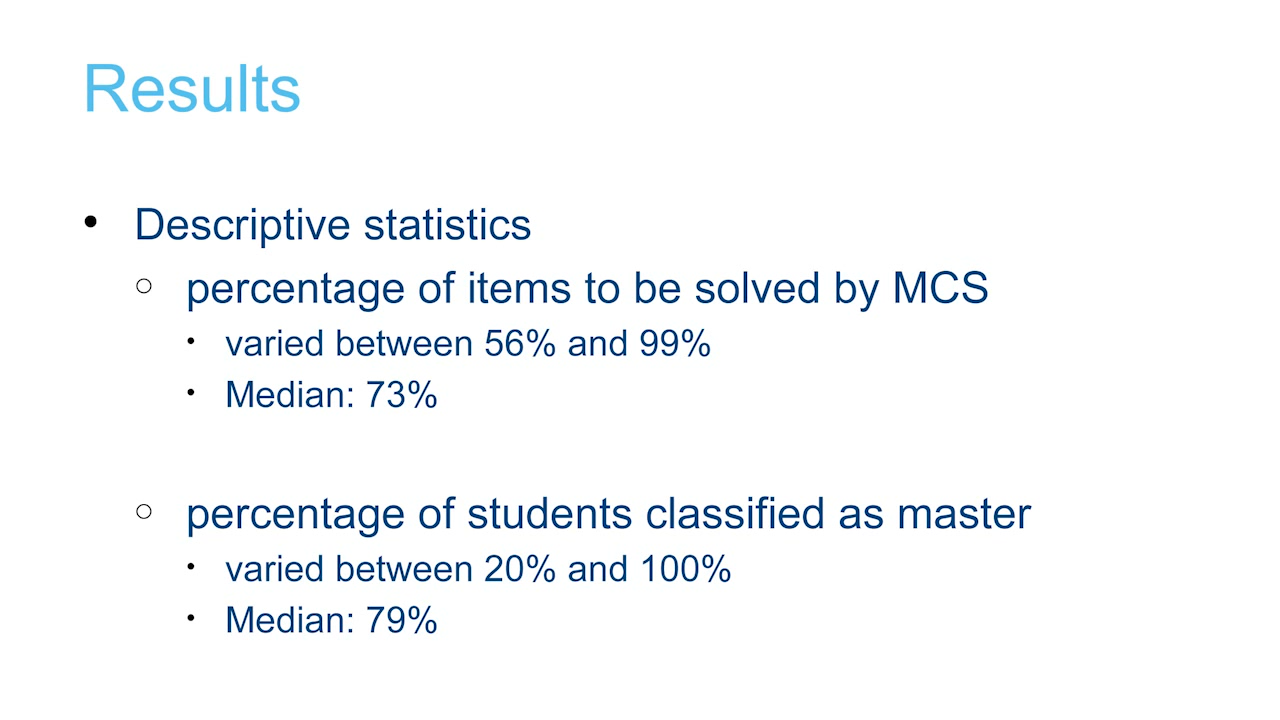 Results
• Descriptive statistics
○ percentage of items to be solved by MCS
• varied between 56% and 99%
• Median: 73%
○ percentage of students classified as master
• varied between 20% and 100%
• Median: 79%